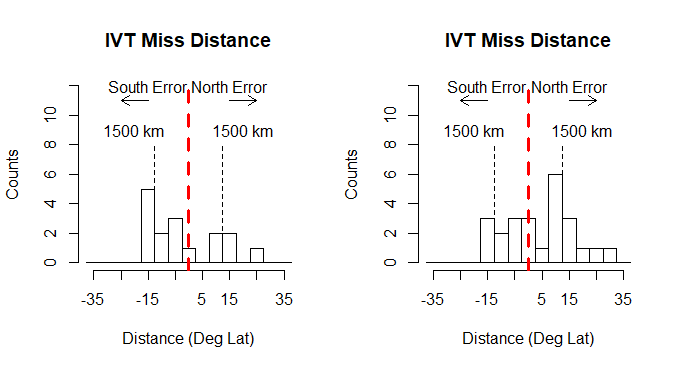 IVT Miss Distance
South Error North Error
1500 km 1500 km
Counts
0 2 4 6 8 10
-35 -15 5 15 35
Distance (Deg Lat)
IVT Miss Distance
South Error North Error
1500 km 1500 km
Counts
0 2 4 6 8 10
-35 -15 5 15 35
Distance (Deg Lat)